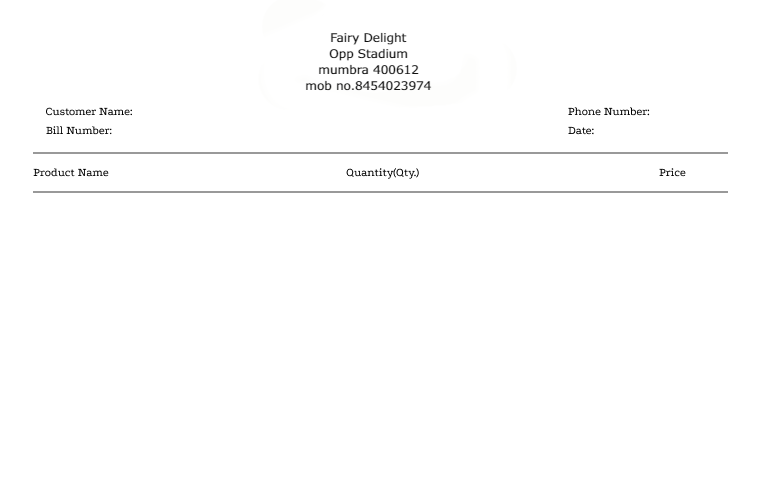 Fairy Delight
Opp Stadium
mumbra 400612
mob no.8454023974
Customer Name: Phone Number:
Bill Number: Date:
Product Name Quantity(Qty.) Price